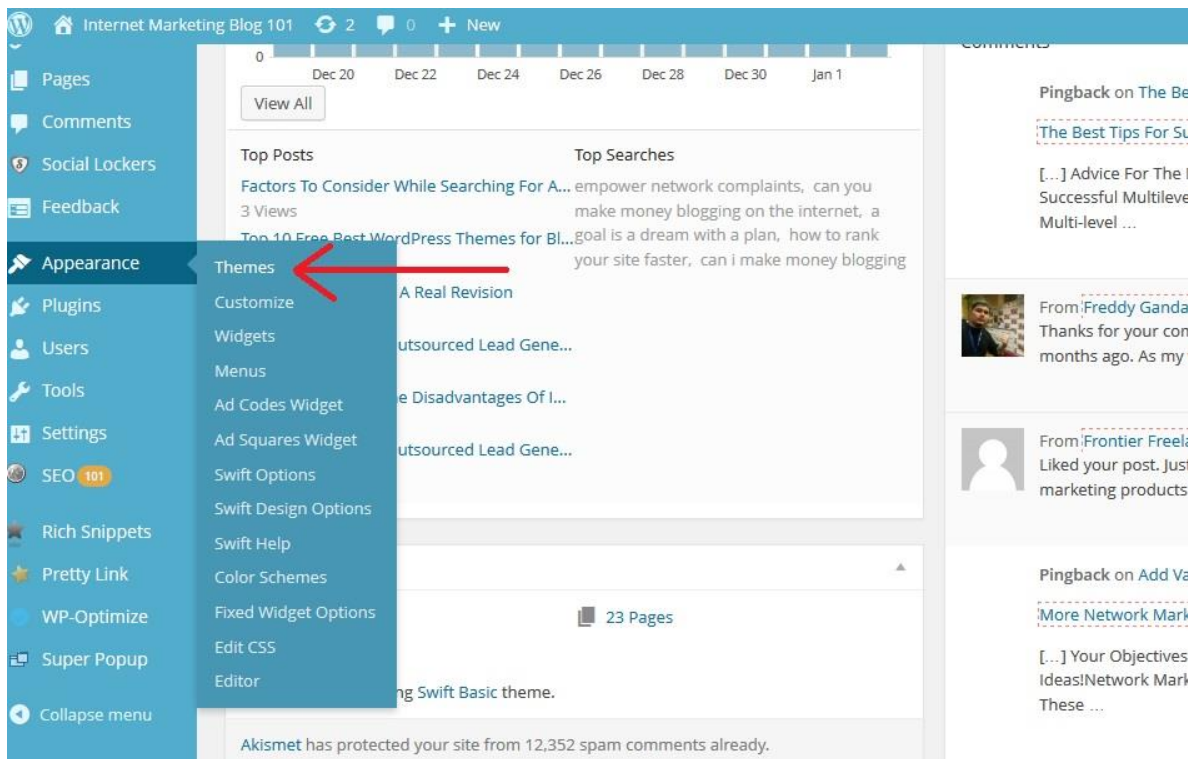 Internet Marketing Blog 101 2 0 New
Pages
Comments
Social Lockers
Feedback
Appearance
Plugins
Users
Tools
Settings
SEO 101
Rich Snippets
Pretty Link
WP-Optimize
Super Popup
Collapse menu
Themes
Customize
Widgets
Menus
Ad Codes Widget
Ad Squares Widget
Swift Options
Swift Design Options
Swift Help
Color Schemes
Fixed Widget Options
Edit CSS
Editor
0
Dec 20 Dec 22 Dec 24 Dec 26 Dec 28 Dec 30 Jan 1
View All
Top Posts
Factors To Consider While Searching For A...
3 Views
Top 10 Free Best WordPress Themes for Bl...
A Real Revision
utsourced Lead Gene...
e Disadvantages Of I...
utsourced Lead Gene...
Top Searches
empower network complaints, can you
make money blogging on the internet, a
goal is a dream with a plan, how to rank
your site faster, can i make money blogging
23 Pages
ng Swift Basic theme.
Akismet has protected your site from 12,352 spam comments already.
Comments
Pingback on The Be
The Best Tips For Su
[…] Advice For The
Successful Multileve
Multi-level …
From Freddy Ganda
Thanks for your con
months ago. As my
From Frontier Freela
Liked your post. Jus
marketing products
Pingback on Add Va
More Network Mark
[…] Your Objectives
Ideas!Network Mark
These …